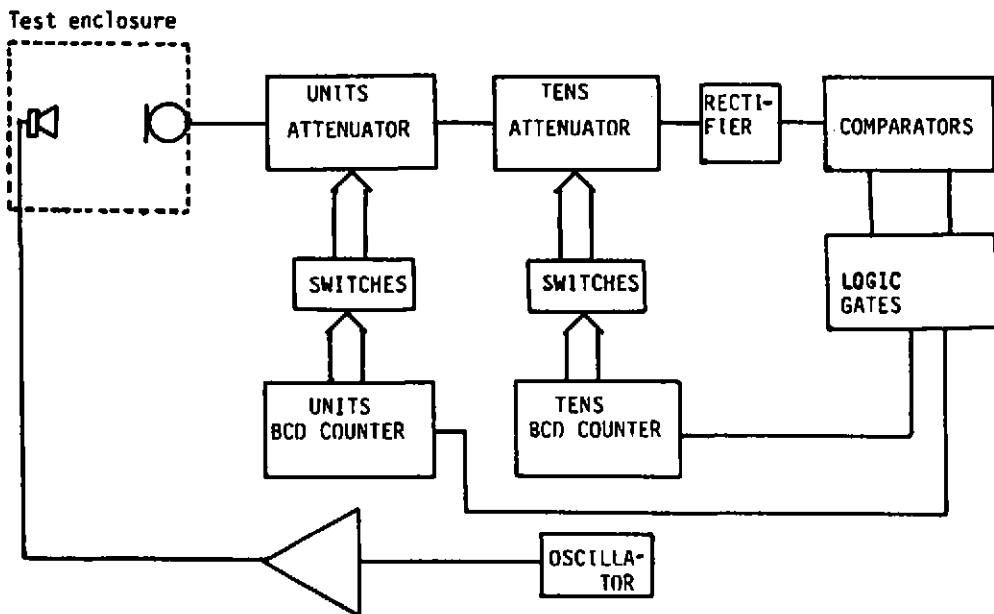 Test enclosure
UNITS
ATTENUATOR
TENS
ATTENUATOR
RECTI-
FIER
COMPARATORS
SWITCHES
SWITCHES
LOGIC
GATES
UNITS
BCD COUNTER
TENS
BCD COUNTER
OSCILLA-
TOR